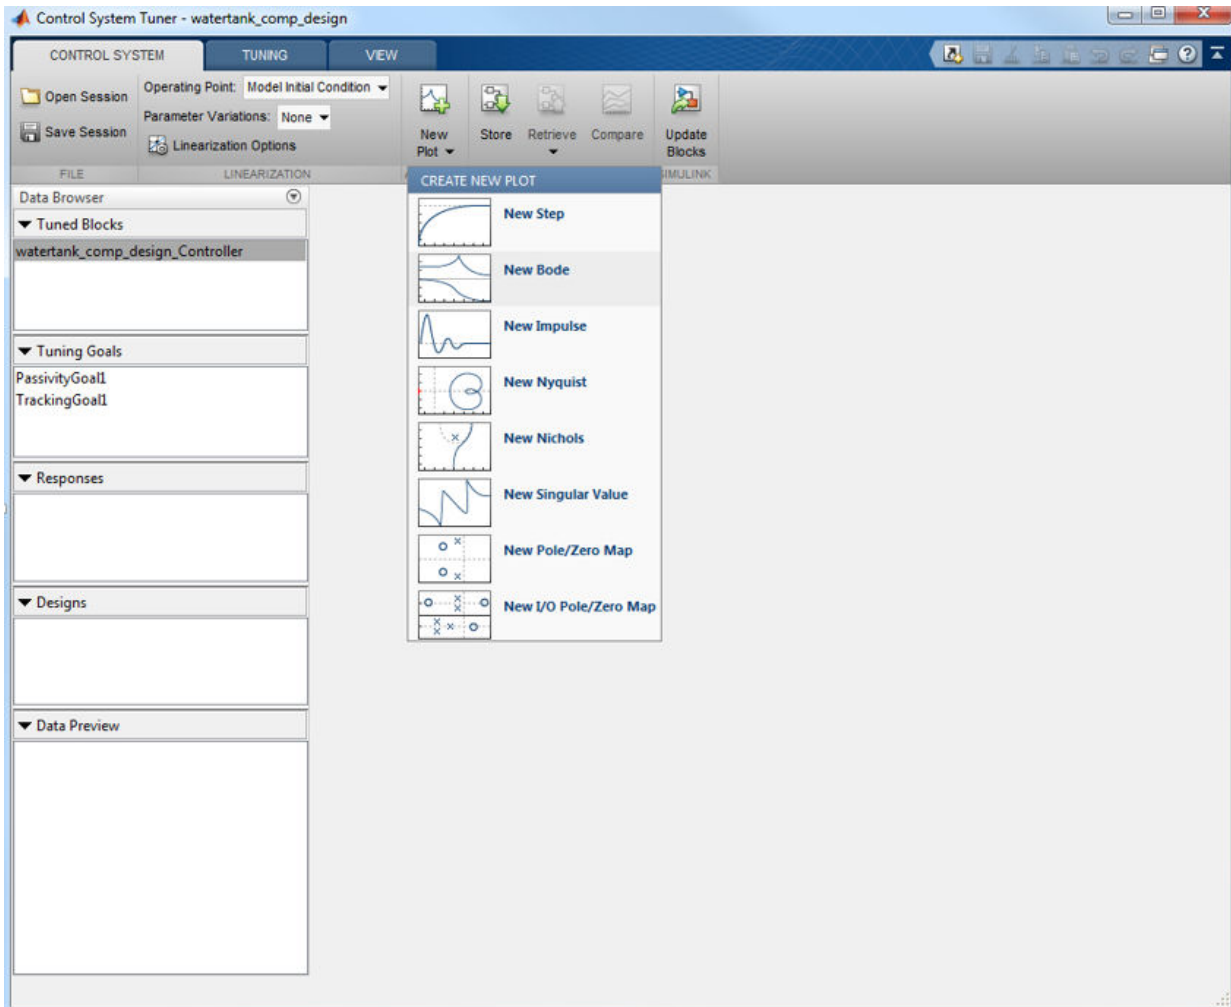 Control System Tuner - watertank_comp_design
CONTROL SYSTEM
TUNING
VIEW
Open Session
Save Session
Operating Point: Model Initial Condition
Parameter Variations: None
Linearization Options
New Plot
Store
Retrieve
Compare
Update Blocks
FILE
LINEARIZATION
IMULINK
CREATE NEW PLOT
New Step
New Bode
New Impulse
New Nyquist
New Nichols
New Singular Value
New Pole/Zero Map
New I/O Pole/Zero Map
Data Browser
Tuned Blocks
watertank_comp_design_Controller
Tuning Goals
PassivityGoal1
TrackingGoal1
Responses
Designs
Data Preview